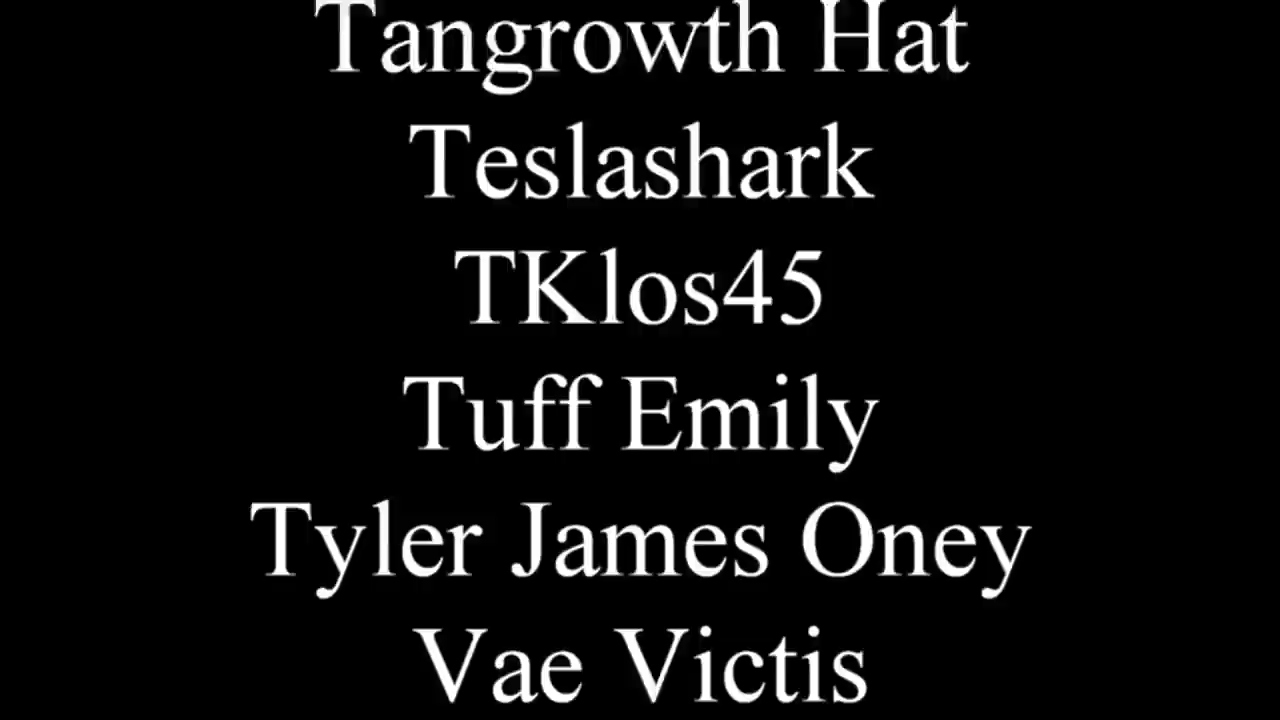 Tangrowth Hat
Teslashark
TKlos45
Tuff Emily
Tyler James Oney
Vae Victis